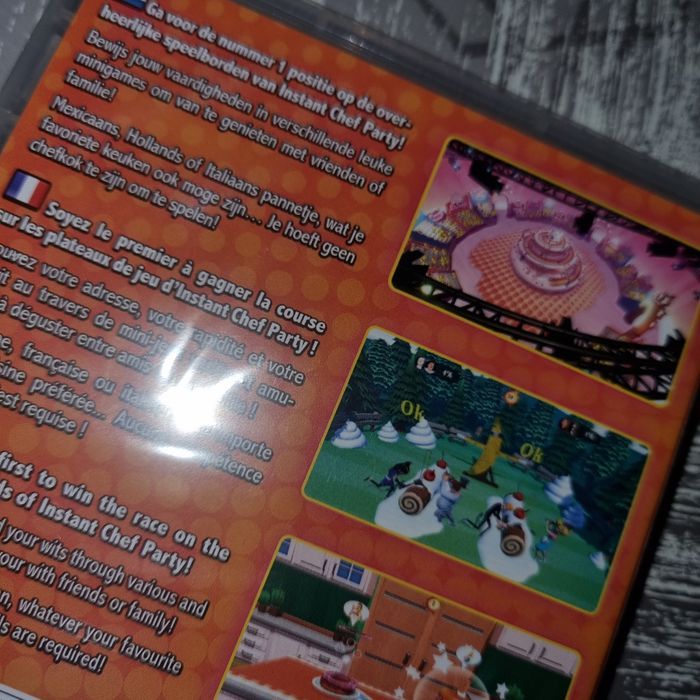 Ga voor de nummer 1 positie op de over-
heerlijke speelborden van Instant Chef Party!
Bewijs jouw vaardigheden in verschillende leuke
minigames om van te genieten met vrienden of
familie!
Mexicaans, Hollands of Italiaans pannetje, wat je
favoriete keuken ook moge zijn... Je hoeft geen
chefkok te zijn om te spelen!
Soyez le premier à gagner la course
sur les plateaux de jeu d'Instant Chef Party !
votre adresse, votre rapidité et votre
au travers de mini-
amu-
à déguster entre amis
française ou
importe
préférée...
requise !
first to win the race on the
of Instant Chef Party!
your wits through various and
your with friends or family!
whatever your favourite
are required!
Ok
Ok